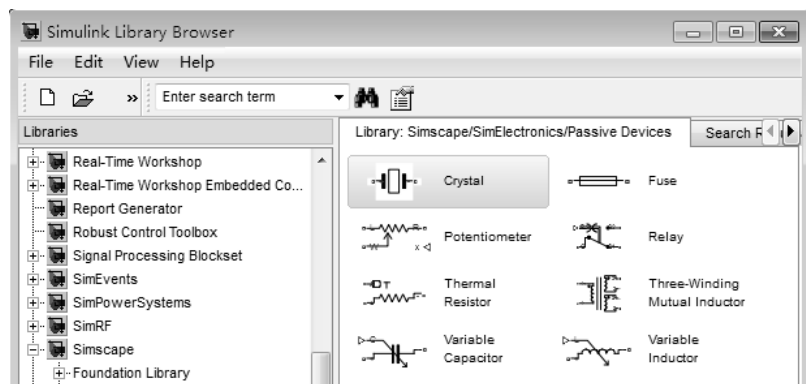 Simulink Library Browser
File Edit View Help
» Enter search term
Libraries
Library: Simscape/SimElectronics/Passive Devices Search
Real-Time Workshop
Real-Time Workshop Embedded Co...
Report Generator
Robust Control Toolbox
Signal Processing Blockset
SimEvents
SimPowerSystems
SimRF
Simscape
Foundation Library
Crystal
Fuse
Potentiometer
Relay
Thermal
Resistor
Three-Winding
Mutual Inductor
Variable
Capacitor
Variable
Inductor